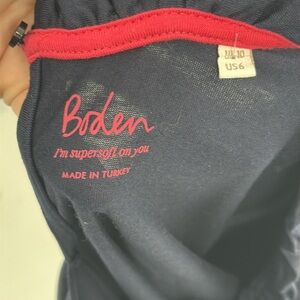 UK 10
US 6
Boden
I'm supersoft on you
MADE IN TURKEY